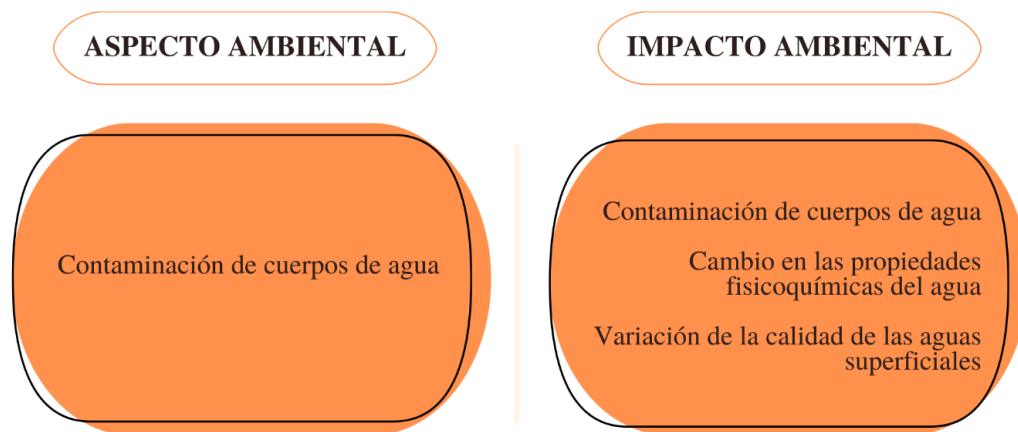 ASPECTO AMBIENTAL
IMPACTO AMBIENTAL
Contaminación de cuerpos de agua
Contaminación de cuerpos de agua
Cambio en las propiedades
fisicoquímicas del agua
Variación de la calidad de las aguas
superficiales